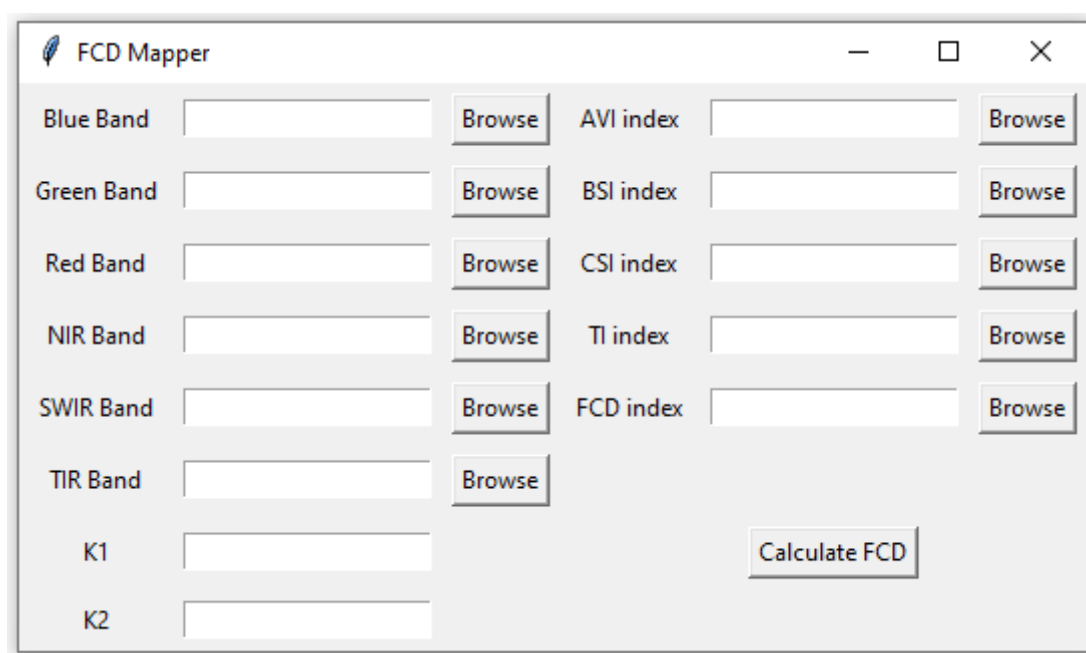 FCD Mapper
Blue Band Browse AVI index Browse
Green Band Browse BSI index Browse
Red Band Browse CSI index Browse
NIR Band Browse TI index Browse
SWIR Band Browse FCD index Browse
TIR Band Browse
K1 Calculate FCD
K2